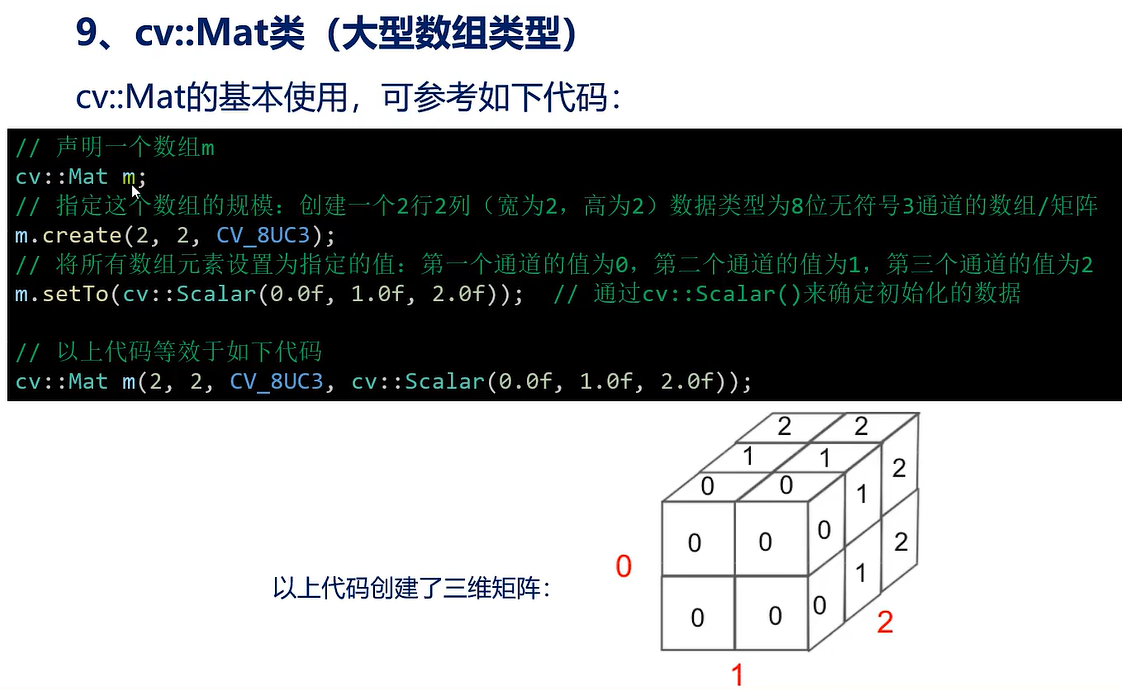 9、cv::Mat类（大型数组类型）
cv::Mat的基本使用，可参考如下代码：
// 声明一个数组m
cv::Mat m;
// 指定这个数组的规模：创建一个2行2列（宽为2，高为2）数据类型为8位无符号3通道的数组/矩阵
m.create(2, 2, CV_8UC3);
// 将所有数组元素设置为指定的值：第一个通道的值为0，第二个通道的值为1，第三个通道的值为2
m.setTo(cv::Scalar(0.0f, 1.0f, 2.0f));  // 通过cv::Scalar()来确定初始化的数据
// 以上代码等效于如下代码
cv::Mat m(2, 2, CV_8UC3, cv::Scalar(0.0f, 1.0f, 2.0f));
2 2
1 1 2
0 0 1
0 0 0 2
0 以上代码创建了三维矩阵： 1
0 0 0 2
1